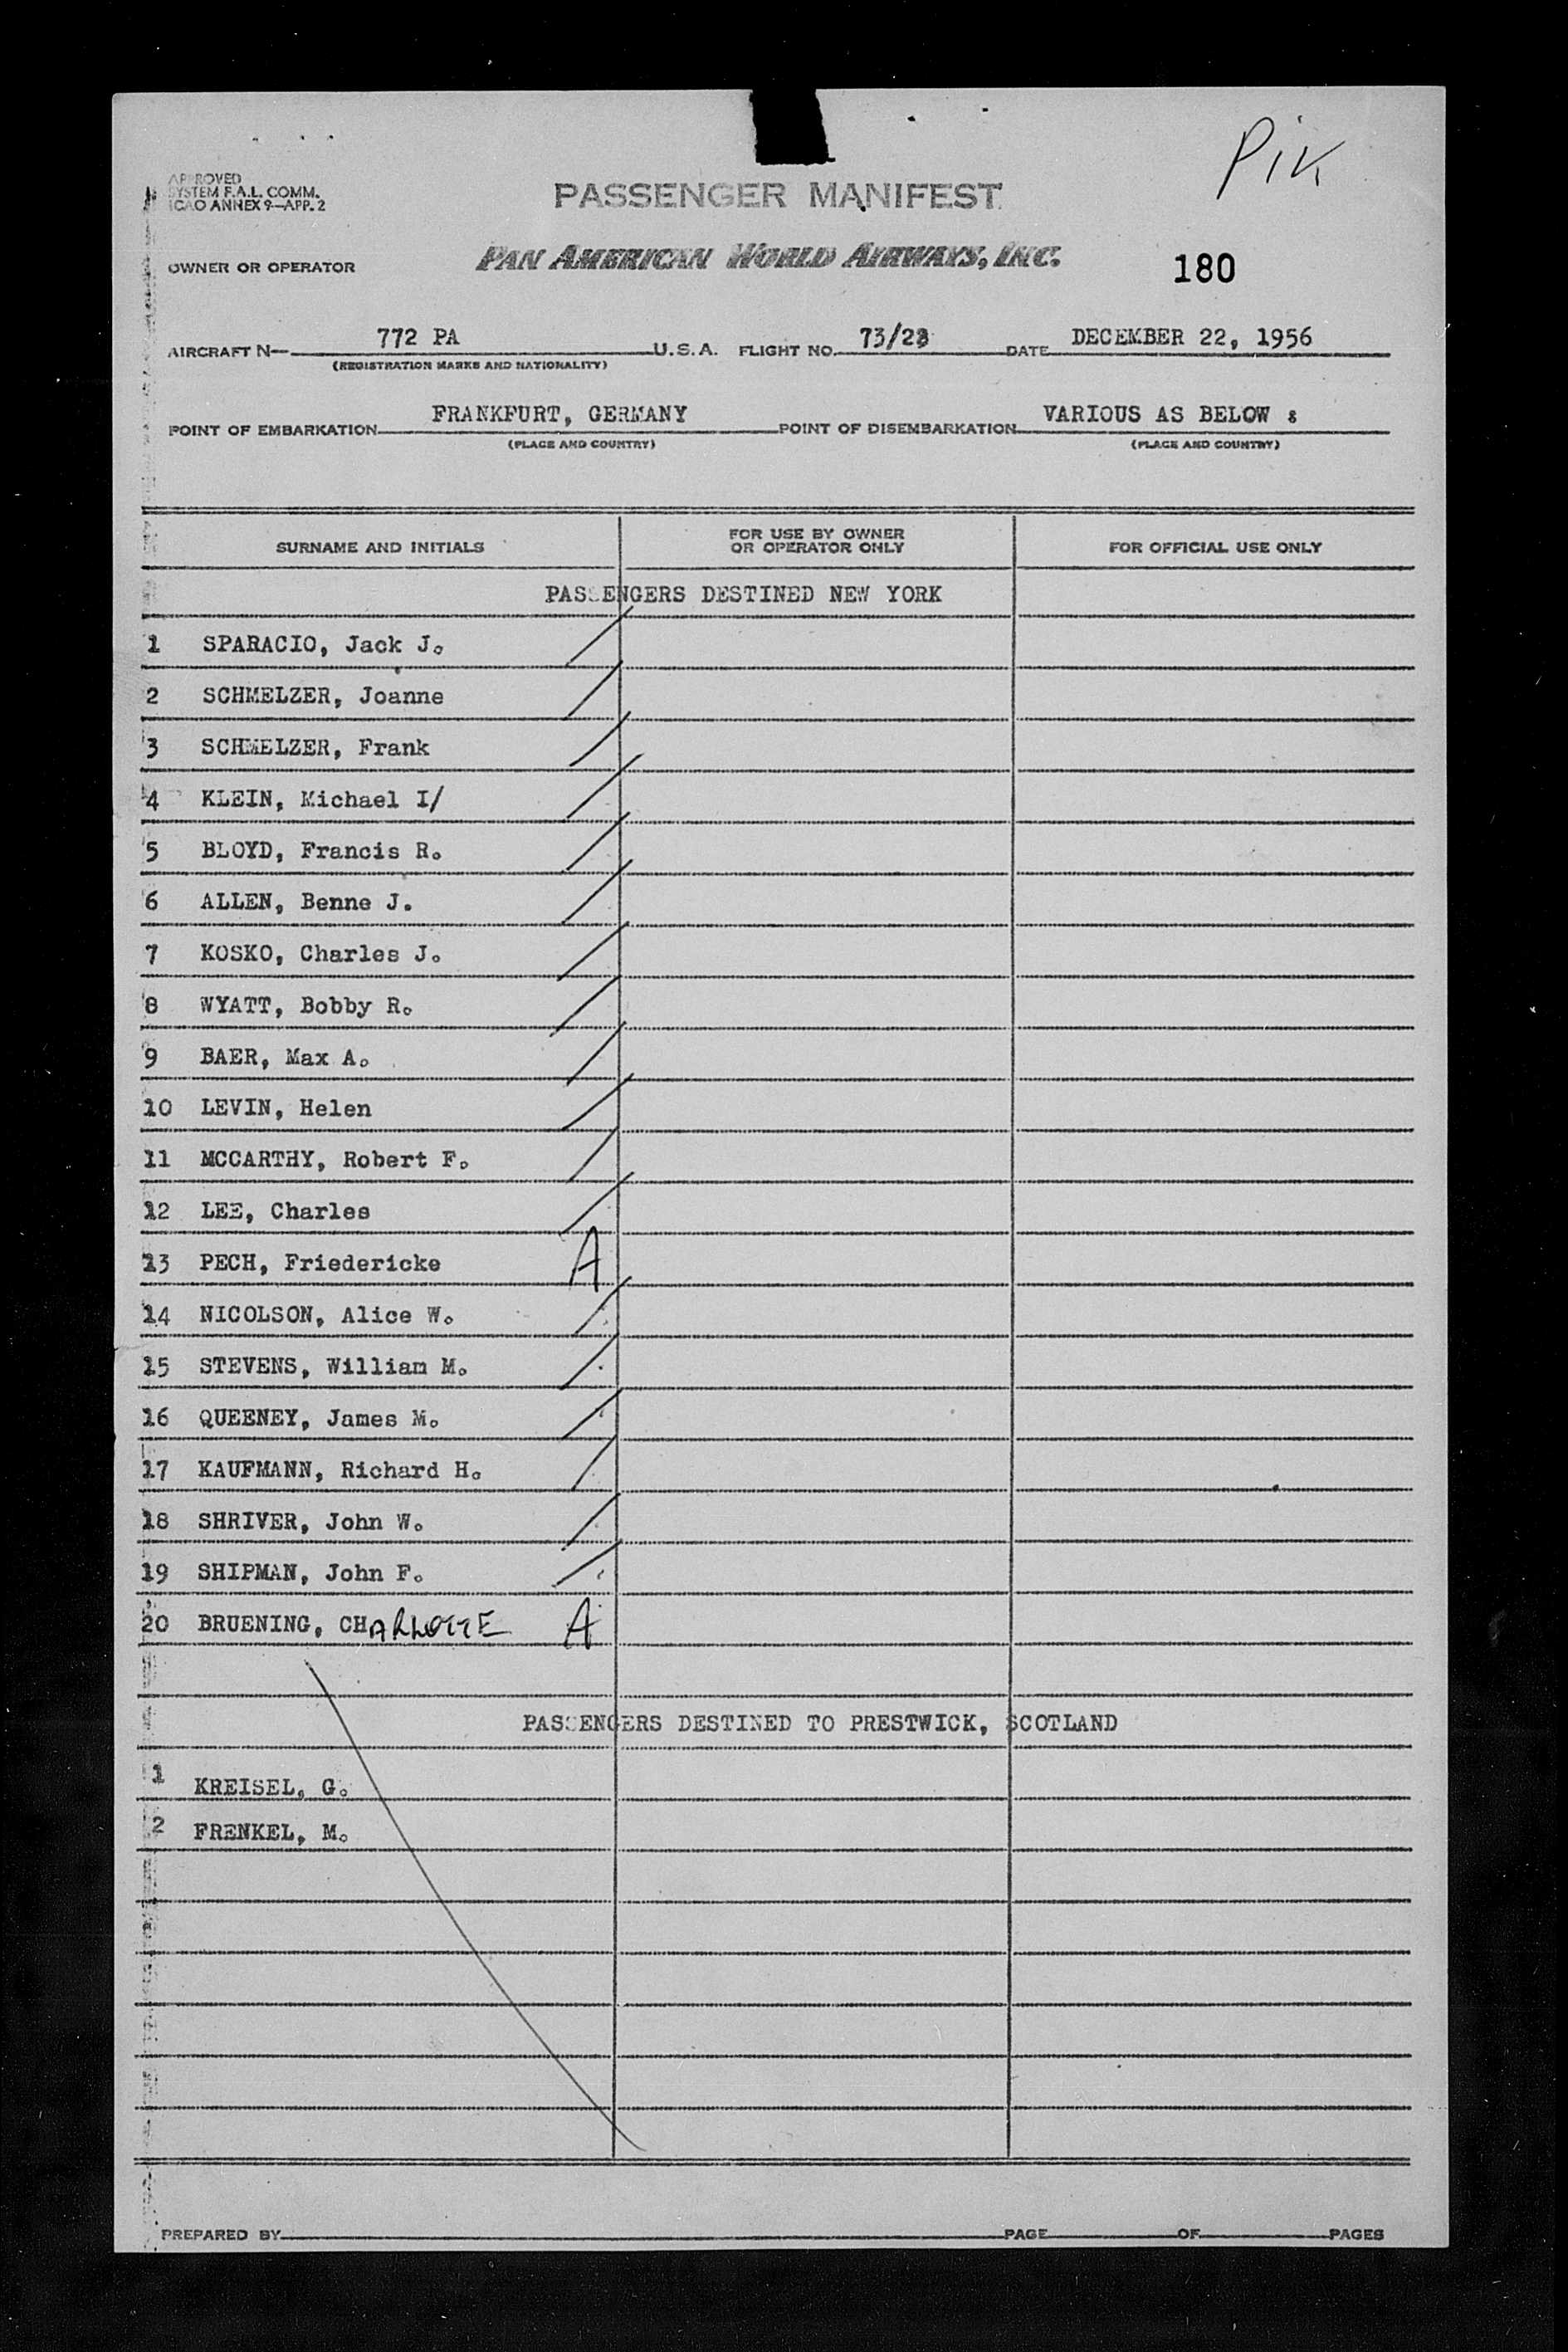 PiK
APPROVED
SYSTEM F.A.L. COMM.
ICAO ANNEX 9—APP. 2
PASSENGER MANIFEST
OWNER OR OPERATOR PAN AMERICAN WORLD AIRWAYS, INC. 180
AIRCRAFT N— 772 PA U.S.A. FLIGHT NO. 73/28 DATE DECEMBER 22, 1956
(REGISTRATION MARKS AND NATIONALITY)
POINT OF EMBARKATION FRANKFURT, GERMANY POINT OF DISEMBARKATION VARIOUS AS BELOW :
(PLACE AND COUNTRY) (PLACE AND COUNTRY)
SURNAME AND INITIALS FOR USE BY OWNER OR OPERATOR ONLY FOR OFFICIAL USE ONLY
PASSENGERS DESTINED NEW YORK
1 SPARACIO, Jack J. /
2 SCHMELZER, Joanne /
3 SCHMELZER, Frank /
4 KLEIN, Michael I/ /
5 BLOYD, Francis R. /
6 ALLEN, Benne J. /
7 KOSKO, Charles J. /
8 WYATT, Bobby R. /
9 BAER, Max A. /
10 LEVIN, Helen /
11 MCCARTHY, Robert F. /
12 LEE, Charles /
13 PECH, Friedericke A
14 NICOLSON, Alice W. /
15 STEVENS, William M. /
16 QUEENEY, James M. /
17 KAUFMANN, Richard H. /
18 SHRIVER, John W. /
19 SHIPMAN, John F. /
20 BRUENING, CHARLOTTE A
PASSENGERS DESTINED TO PRESTWICK, SCOTLAND
1 KREISEL, G.
2 FRENKEL, M.
PREPARED BY PAGE OF PAGES